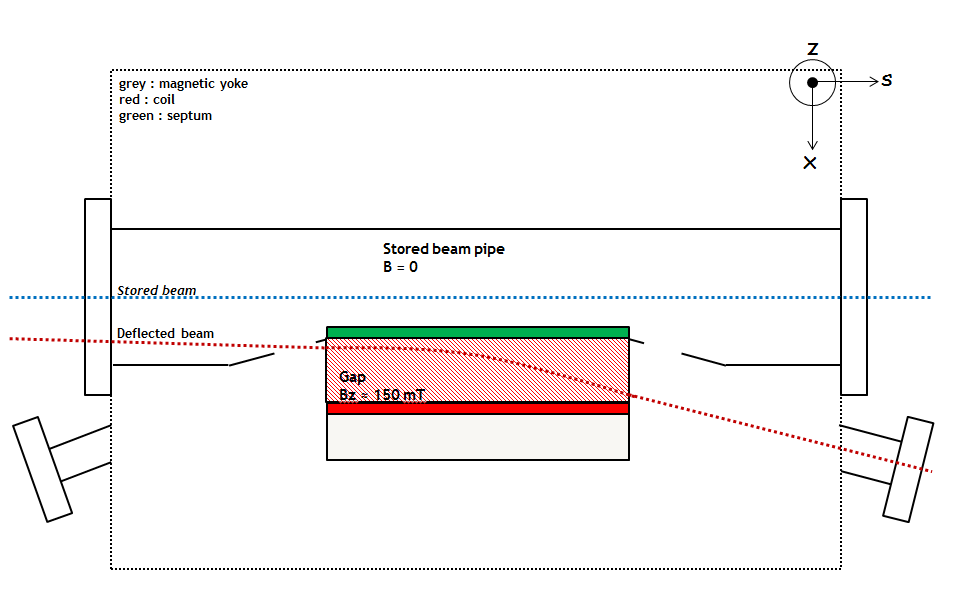 Z
grey : magnetic yoke
red : coil
green : septum
S
X
Stored beam pipe
B = 0
Stored beam
Deflected beam
Gap
Bz ≈ 150 mT